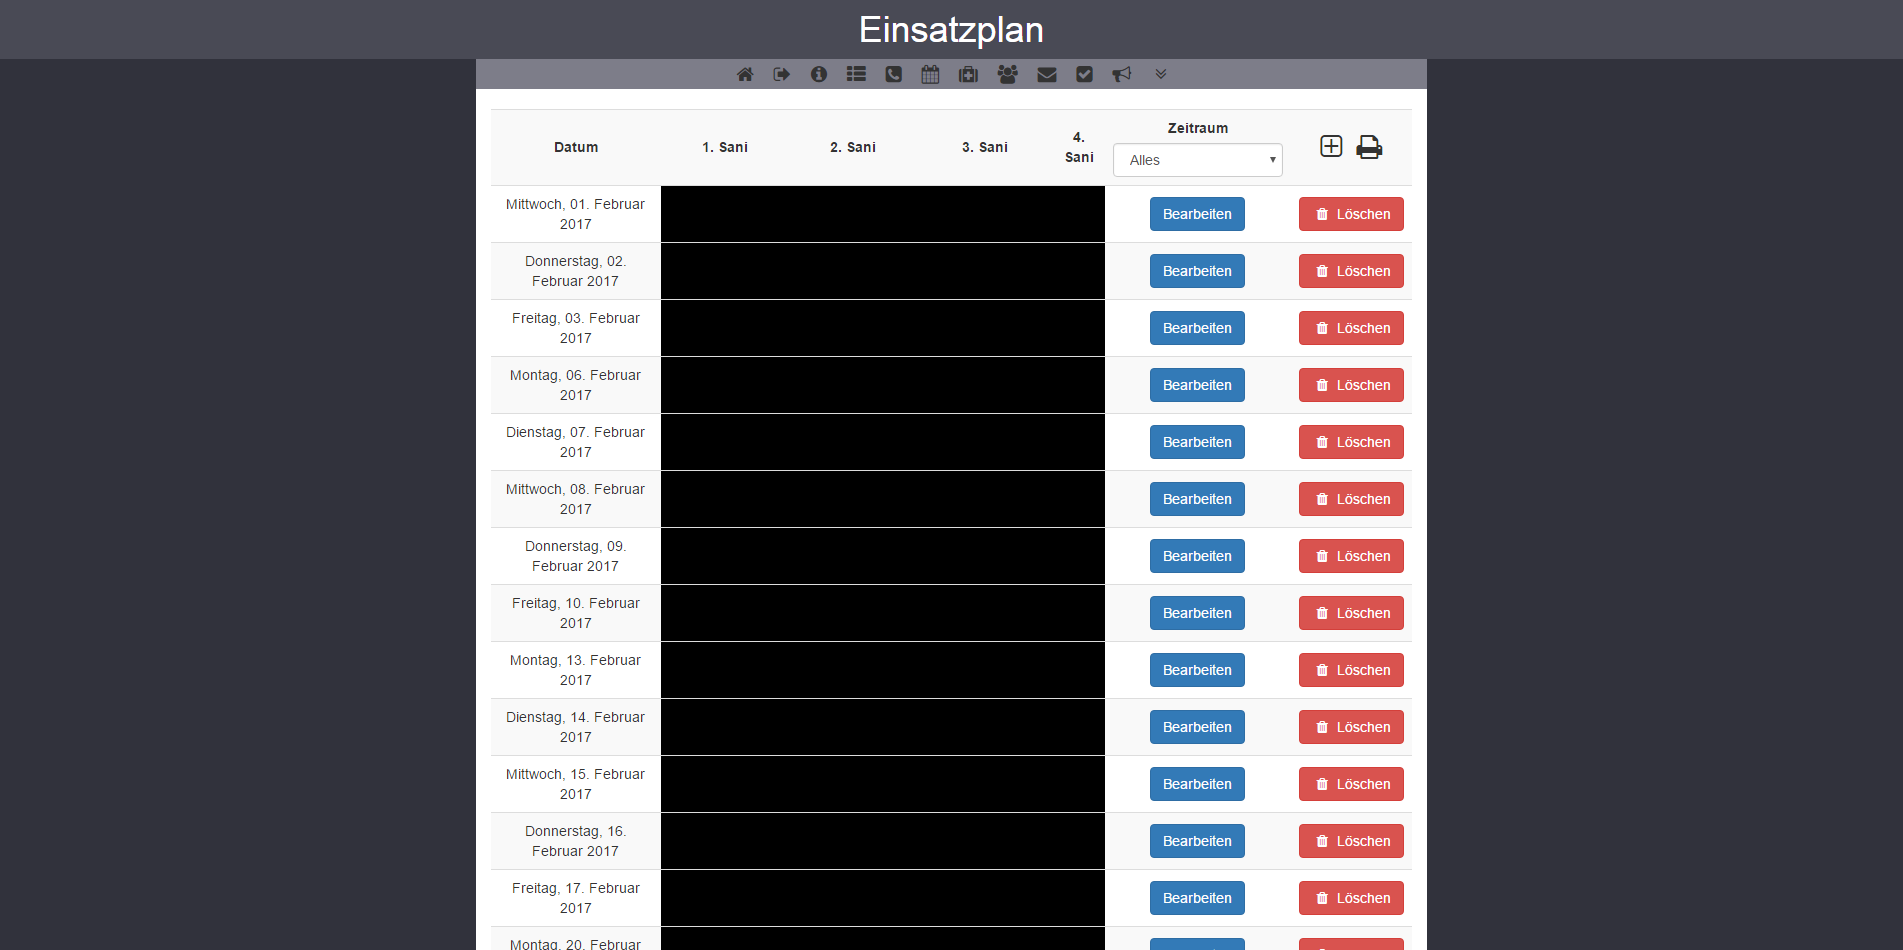 Einsatzplan
Datum
1. Sani
2. Sani
3. Sani
4.
Sani
Zeitraum
Alles
Mittwoch, 01. Februar
2017
Bearbeiten
Löschen
Donnerstag, 02.
Februar 2017
Bearbeiten
Löschen
Freitag, 03. Februar
2017
Bearbeiten
Löschen
Montag, 06. Februar
2017
Bearbeiten
Löschen
Dienstag, 07. Februar
2017
Bearbeiten
Löschen
Mittwoch, 08. Februar
2017
Bearbeiten
Löschen
Donnerstag, 09.
Februar 2017
Bearbeiten
Löschen
Freitag, 10. Februar
2017
Bearbeiten
Löschen
Montag, 13. Februar
2017
Bearbeiten
Löschen
Dienstag, 14. Februar
2017
Bearbeiten
Löschen
Mittwoch, 15. Februar
2017
Bearbeiten
Löschen
Donnerstag, 16.
Februar 2017
Bearbeiten
Löschen
Freitag, 17. Februar
2017
Bearbeiten
Löschen
Montag, 20. Februar